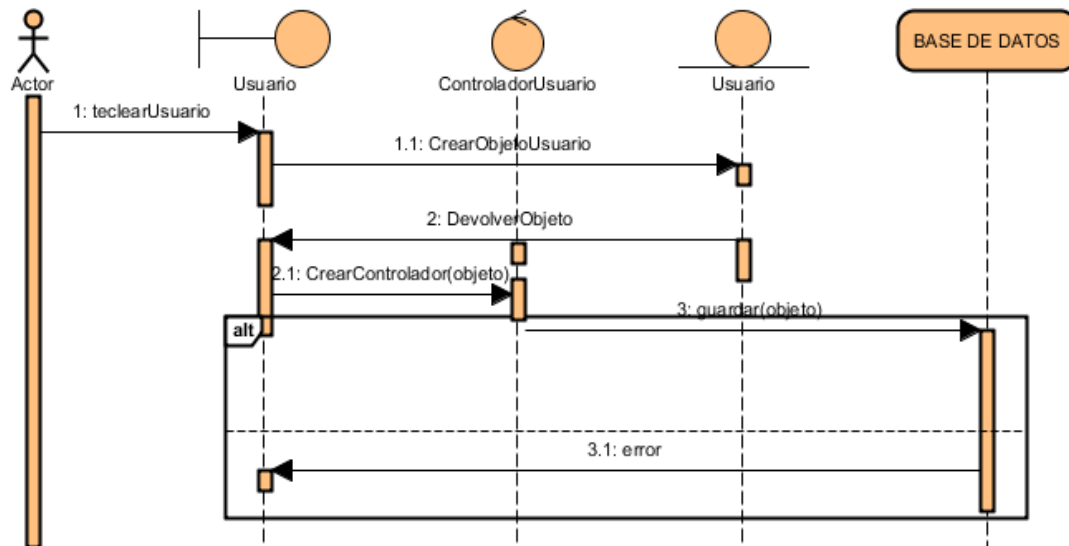 BASE DE DATOS
Actor
Usuario
ControladorUsuario
Usuario
1: teclearUsuario
1.1: CrearObjetoUsuario
2: DevolverObjeto
2.1: CrearControlador(objeto)
3: guardar(objeto)
alt
3.1: error